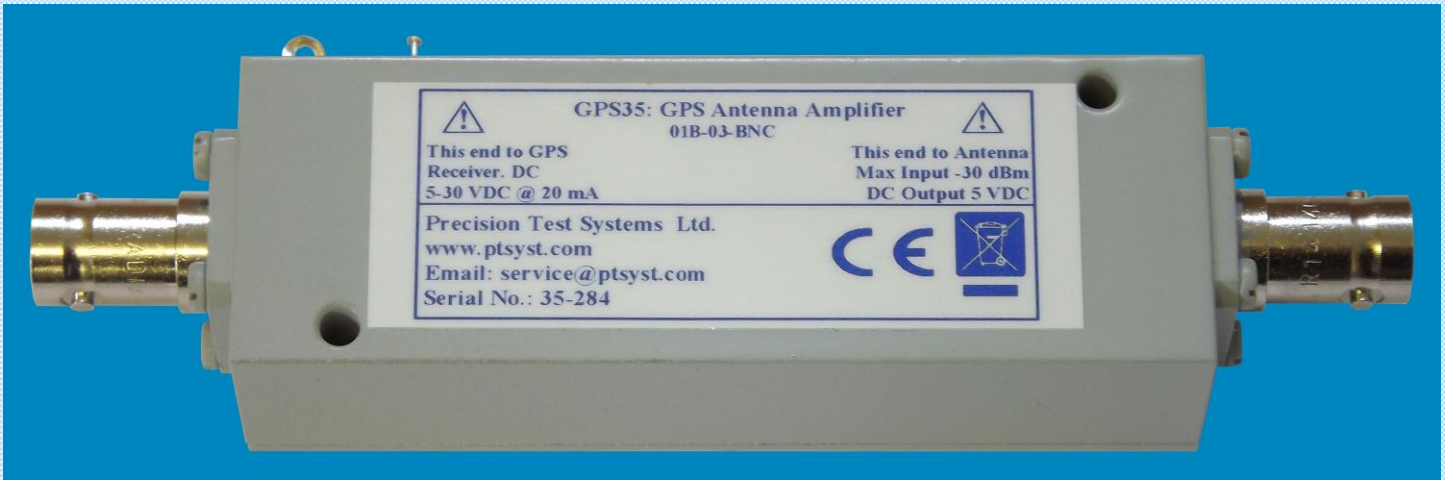 GPS35: GPS Antenna Amplifier
01B-03-BNC
This end to GPS
Receiver. DC
5-30 VDC @ 20 mA
This end to Antenna
Max Input -30 dBm
DC Output 5 VDC
Precision Test Systems Ltd.
www.ptsyst.com
Email: service@ptsyst.com
Serial No.: 35-284
CE